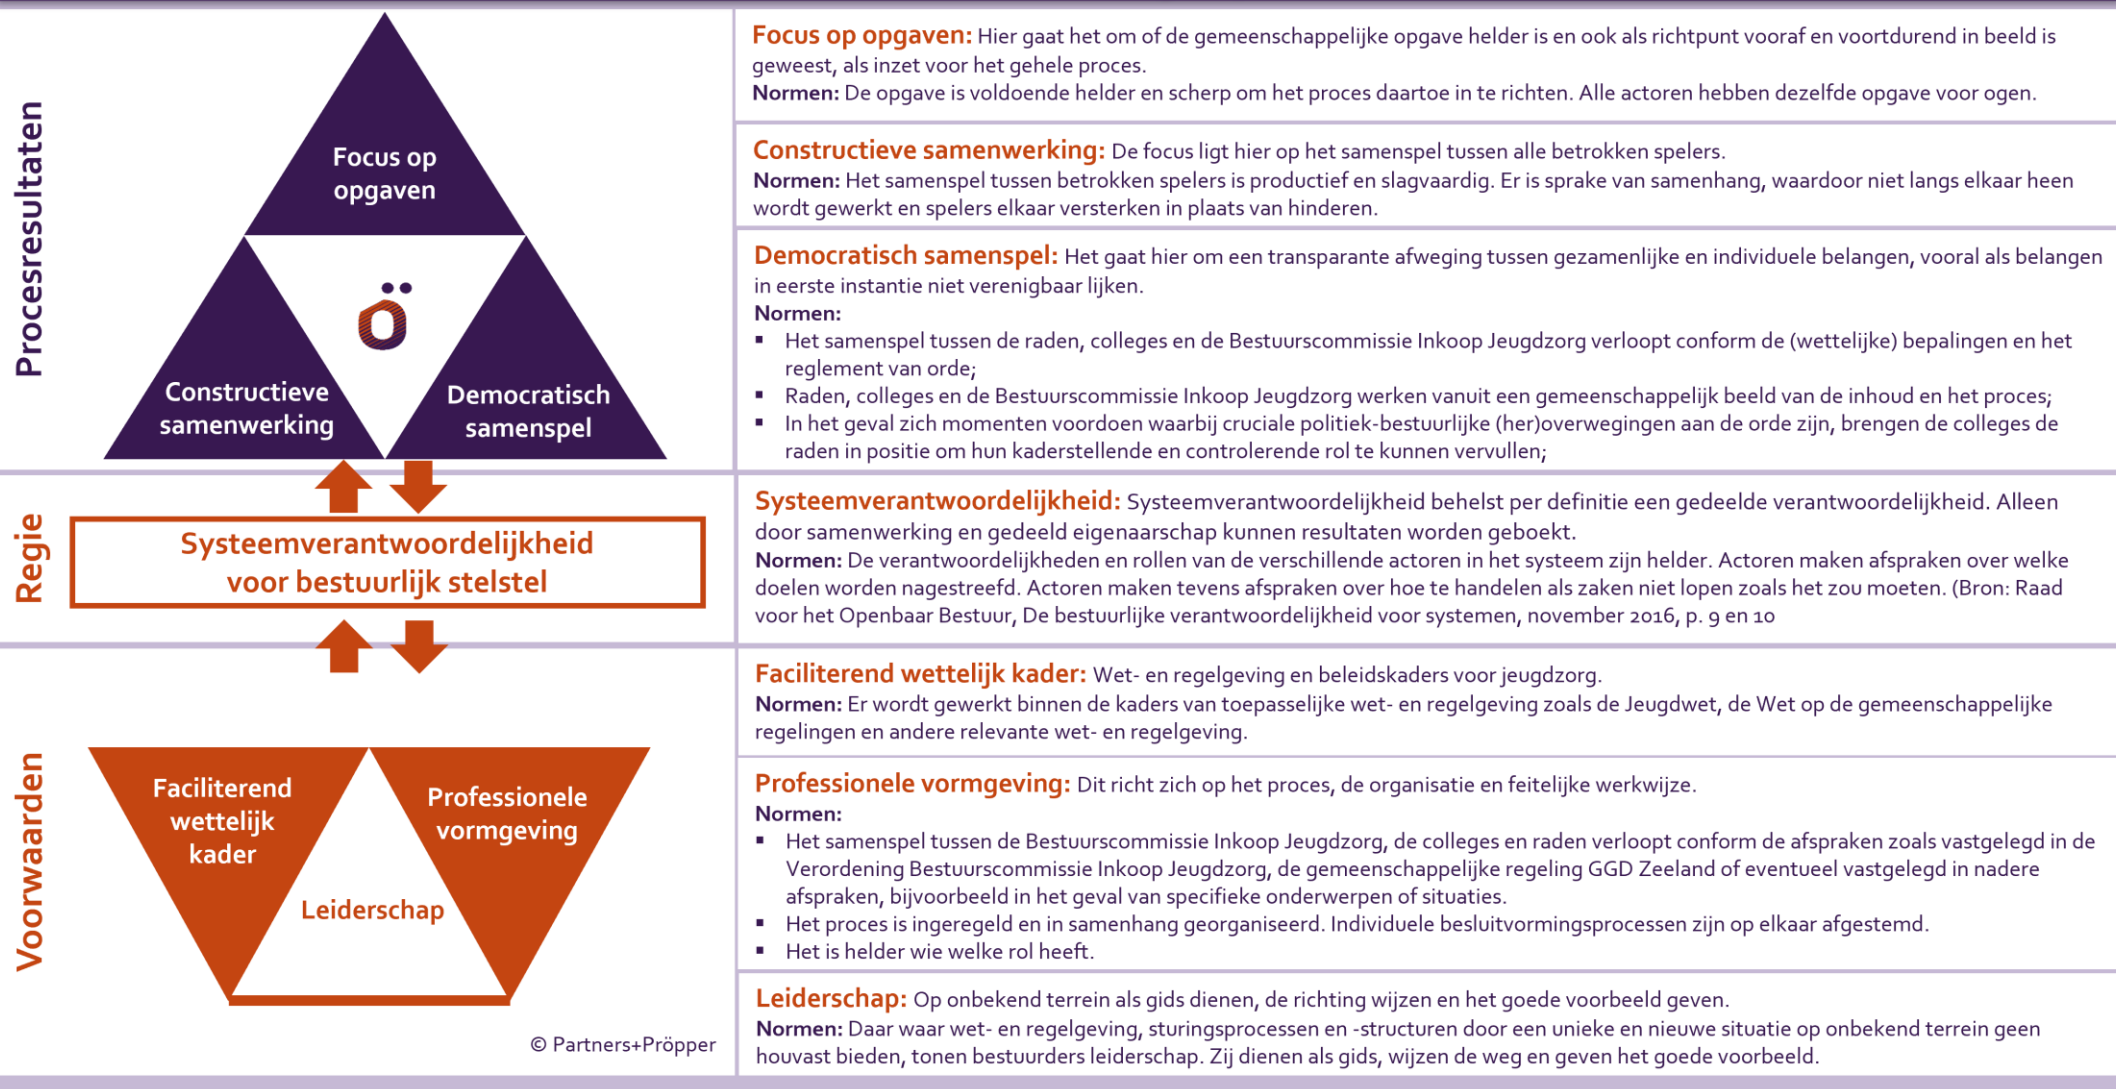 Procesresultaten
Focus op
opgaven
ö
Constructieve
samenwerking
Democratisch
samenspel
Focus op opgaven: Hier gaat het om of de gemeenschappelijke opgave helder is en ook als richtpunt vooraf en voortdurend in beeld is
geweest, als inzet voor het gehele proces.
Normen: De opgave is voldoende helder en scherp om het proces daartoe in te richten. Alle actoren hebben dezelfde opgave voor ogen.
Constructieve samenwerking: De focus ligt hier op het samenspel tussen alle betrokken spelers.
Normen: Het samenspel tussen betrokken spelers is productief en slagvaardig. Er is sprake van samenhang, waardoor niet langs elkaar heen
wordt gewerkt en spelers elkaar versterken in plaats van hinderen.
Democratisch samenspel: Het gaat hier om een transparante afweging tussen gezamenlijke en individuele belangen, vooral als belangen
in eerste instantie niet verenigbaar lijken.
Normen:
▪ Het samenspel tussen de raden, colleges en de Bestuurscommissie Inkoop Jeugdzorg verloopt conform de (wettelijke) bepalingen en het
reglement van orde;
▪ Raden, colleges en de Bestuurscommissie Inkoop Jeugdzorg werken vanuit een gemeenschappelijk beeld van de inhoud en het proces;
▪ In het geval zich momenten voordoen waarbij cruciale politiek-bestuurlijke (her)overwegingen aan de orde zijn, brengen de colleges de
raden in positie om hun kaderstellende en controlerende rol te kunnen vervullen;
Regie
Systeemverantwoordelijkheid
voor bestuurlijk stelstel
Systeemverantwoordelijkheid: Systeemverantwoordelijkheid behelst per definitie een gedeelde verantwoordelijkheid. Alleen
door samenwerking en gedeeld eigenaarschap kunnen resultaten worden geboekt.
Normen: De verantwoordelijkheden en rollen van de verschillende actoren in het systeem zijn helder. Actoren maken afspraken over welke
doelen worden nagestreefd. Actoren maken tevens afspraken over hoe te handelen als zaken niet lopen zoals het zou moeten. (Bron: Raad
voor het Openbaar Bestuur, De bestuurlijke verantwoordelijkheid voor systemen, november 2016, p. 9 en 10
Voorwaarden
Faciliterend
wettelijk
kader
Professionele
vormgeving
Leiderschap
© Partners+Pröpper
Faciliterend wettelijk kader: Wet- en regelgeving en beleidskaders voor jeugdzorg.
Normen: Er wordt gewerkt binnen de kaders van toepasselijke wet- en regelgeving zoals de Jeugdwet, de Wet op de gemeenschappelijke
regelingen en andere relevante wet- en regelgeving.
Professionele vormgeving: Dit richt zich op het proces, de organisatie en feitelijke werkwijze.
Normen:
▪ Het samenspel tussen de Bestuurscommissie Inkoop Jeugdzorg, de colleges en raden verloopt conform de afspraken zoals vastgelegd in de
Verordening Bestuurscommissie Inkoop Jeugdzorg, de gemeenschappelijke regeling GGD Zeeland of eventueel vastgelegd in nadere
afspraken, bijvoorbeeld in het geval van specifieke onderwerpen of situaties.
▪ Het proces is ingeregeld en in samenhang georganiseerd. Individuele besluitvormingsprocessen zijn op elkaar afgestemd.
▪ Het is helder wie welke rol heeft.
Leiderschap: Op onbekend terrein als gids dienen, de richting wijzen en het goede voorbeeld geven.
Normen: Daar waar wet- en regelgeving, sturingsprocessen en -structuren door een unieke en nieuwe situatie op onbekend terrein geen
houvast bieden, tonen bestuurders leiderschap. Zij dienen als gids, wijzen de weg en geven het goede voorbeeld.